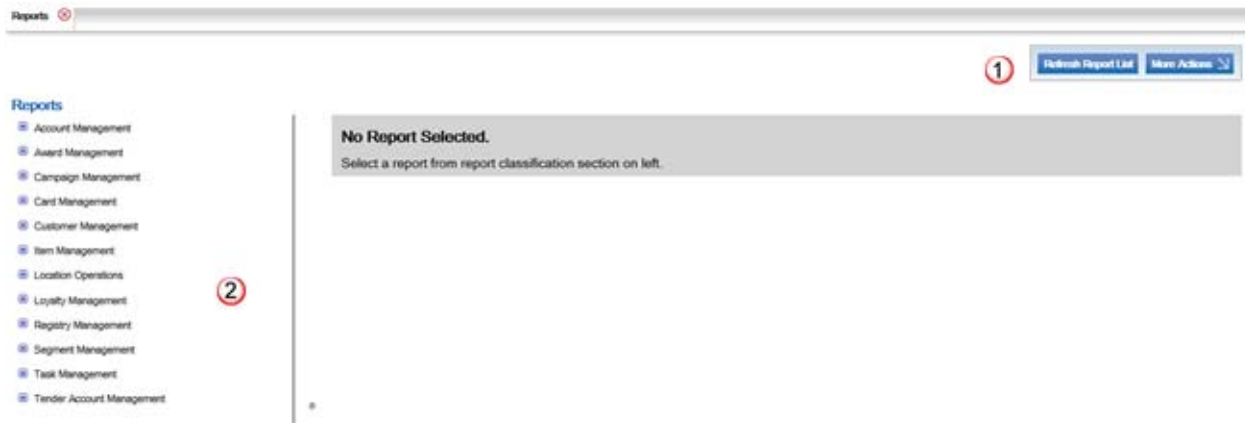 Reports
1
Refresh Report List More Actions
Reports
Account Management
Award Management
Campaign Management
Card Management
Customer Management
Item Management
Location Operations
Loyalty Management
Registry Management
Segment Management
Task Management
Tender Account Management
2
No Report Selected.
Select a report from report classification section on left.